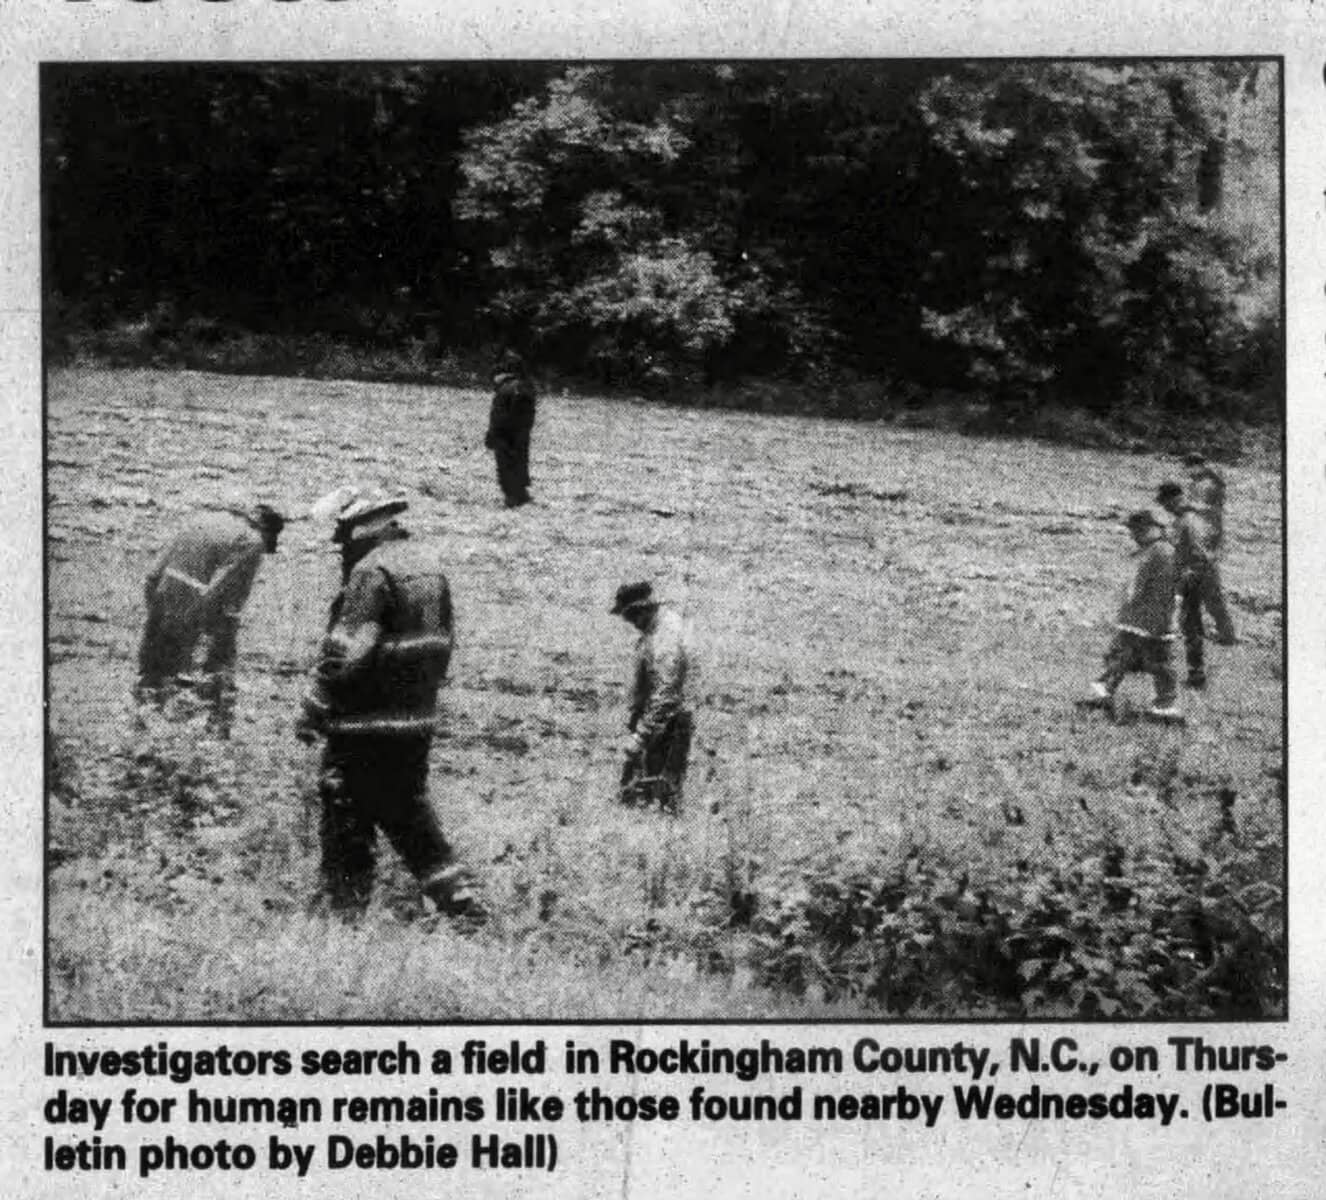 Investigators search a field in Rockingham County, N.C., on Thurs-
day for human remains like those found nearby Wednesday. (Bul-
letin photo by Debbie Hall)